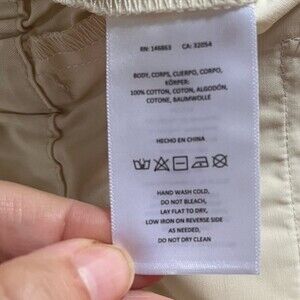 RN: 146863 CA: 32054
BODY, CORPS, CUERPO, CORPO,
KÖRPER:
100% COTTON, COTON, ALGODÓN,
COTONE, BAUMWOLLE
HECHO EN CHINA
HAND WASH COLD,
DO NOT BLEACH,
LAY FLAT TO DRY,
LOW IRON ON REVERSE SIDE
AS NEEDED,
DO NOT DRY CLEAN